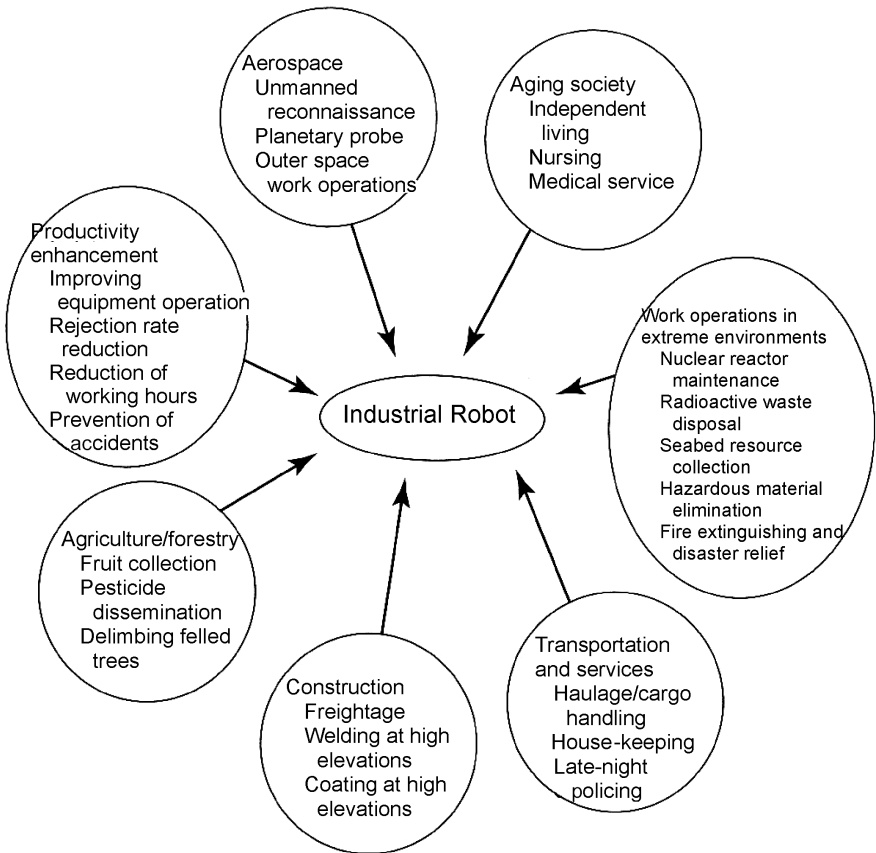 Aerospace
Unmanned
reconnaissance
Planetary probe
Outer space
work operations
Aging society
Independent
living
Nursing
Medical service
Productivity
enhancement
Improving
equipment operation
Rejection rate
reduction
Reduction of
working hours
Prevention of
accidents
Work operations in
extreme environments
Nuclear reactor
maintenance
Radioactive waste
disposal
Seabed resource
collection
Hazardous material
elimination
Fire extinguishing and
disaster relief
Industrial Robot
Agriculture/forestry
Fruit collection
Pesticide
dissemination
Delimbing felled
trees
Construction
Freightage
Welding at high
elevations
Coating at high
elevations
Transportation
and services
Haulage/cargo
handling
House-keeping
Late-night
policing